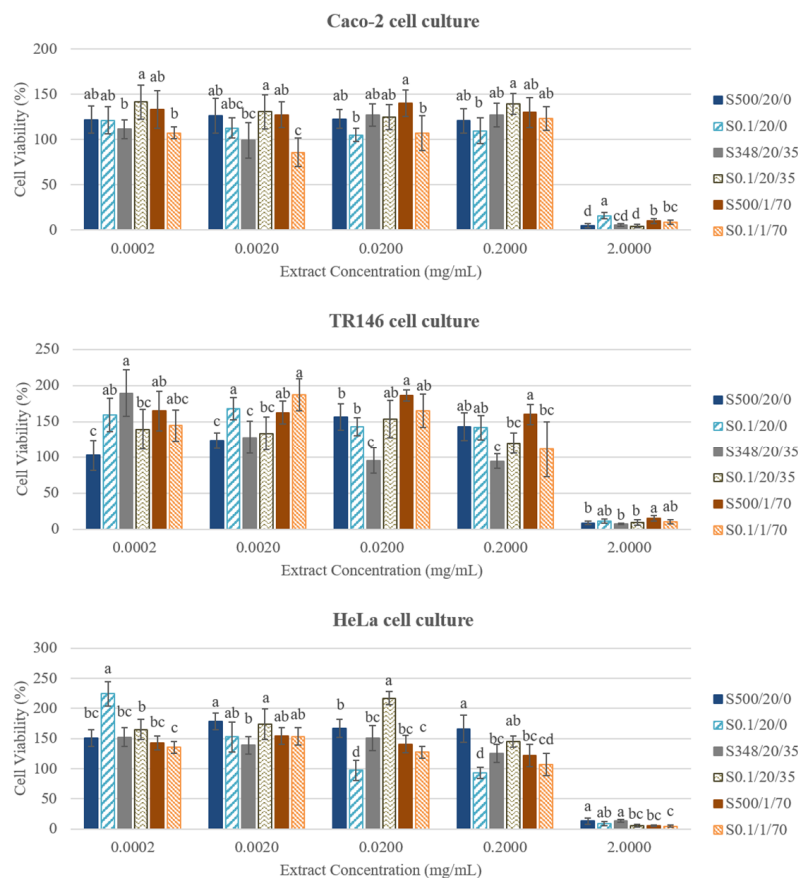 Caco-2 cell culture
Cell Viability (%)
200
150
100
50
0
ab ab b a ab b
ab abc bc ab ab c
ab b ab ab a b
ab b ab a ab ab
d a cd d b bc
0.0002 0.0020 0.0200 0.2000 2.0000
Extract Concentration (mg/mL)
S500/20/0
S0.1/20/0
S348/20/35
S0.1/20/35
S500/1/70
S0.1/1/70
TR146 cell culture
Cell Viability (%)
250
200
150
100
50
0
c ab a bc ab abc
c a c bc ab a
b b c ab a ab
ab ab c bc a bc
b ab b b a ab
0.0002 0.0020 0.0200 0.2000 2.0000
Extract Concentration (mg/mL)
S500/20/0
S0.1/20/0
S348/20/35
S0.1/20/35
S500/1/70
S0.1/1/70
HeLa cell culture
Cell Viability (%)
300
250
200
150
100
50
0
bc a bc b bc c
a ab b a ab ab
b d bc a bc c
a d bc ab bc cd
a ab a bc bc c
0.0002 0.0020 0.0200 0.2000 2.0000
Extract Concentration (mg/mL)
S500/20/0
S0.1/20/0
S348/20/35
S0.1/20/35
S500/1/70
S0.1/1/70